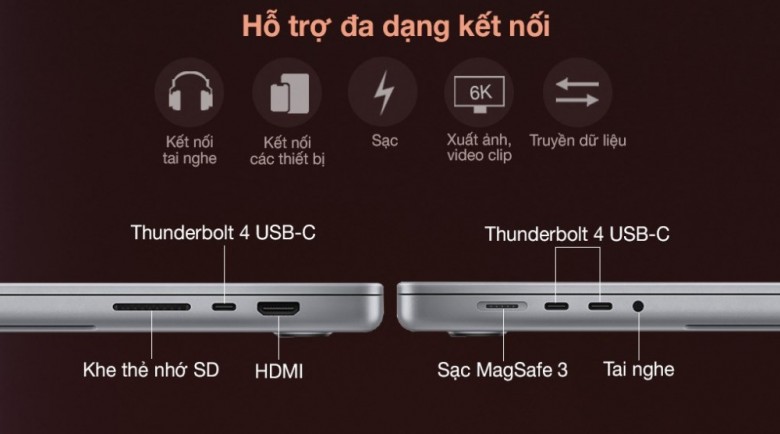 Hỗ trợ đa dạng kết nối
6K
Kết nối
tai nghe
Kết nối
các thiết bị
Sạc
Xuất ảnh,
video clip
Truyền dữ liệu
Thunderbolt 4 USB-C
Thunderbolt 4 USB-C
Khe thẻ nhớ SD
HDMI
Sạc MagSafe 3
Tai nghe